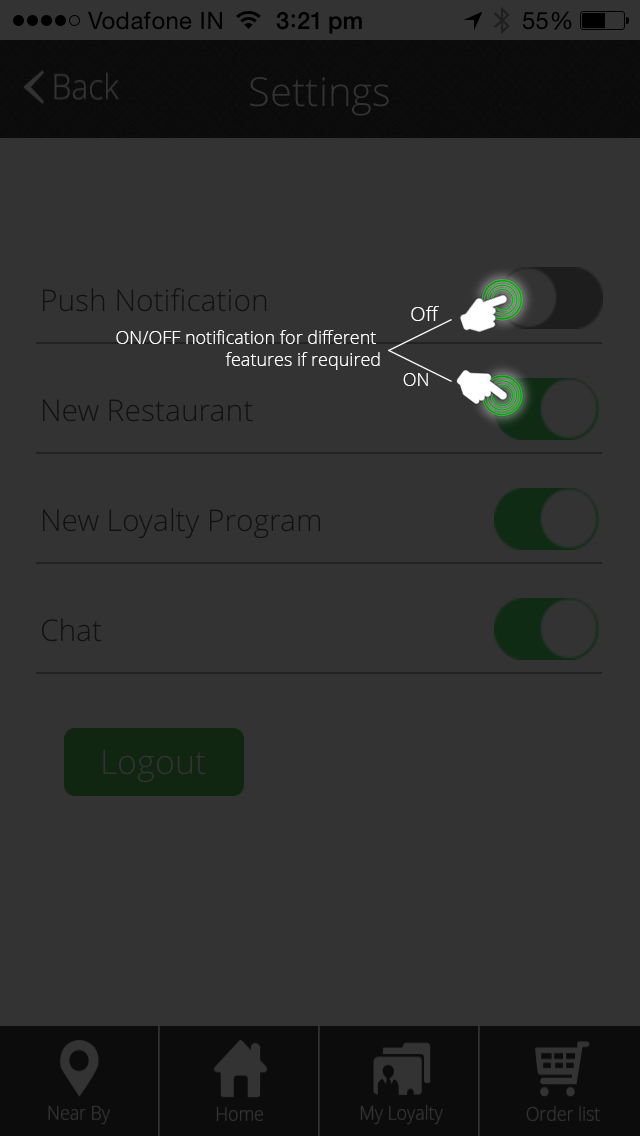 Vodafone IN 3:21 pm 55%
Back Settings
Push Notification
Off
ON/OFF notification for different
features if required
ON
New Restaurant
New Loyalty Program
Chat
Logout
Near By Home My Loyalty Order list